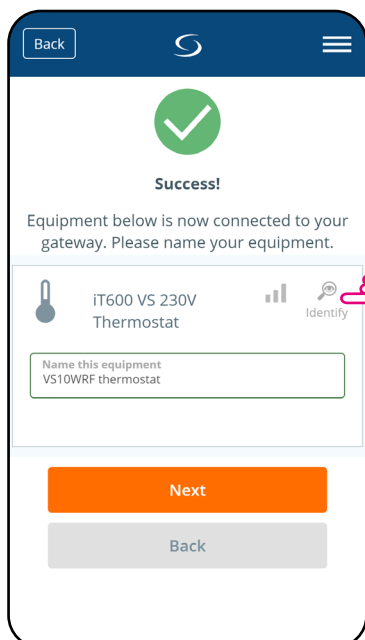 Back
Success!
Equipment below is now connected to your
gateway. Please name your equipment.
iT600 VS 230V
Thermostat
Identify
Name this equipment
VS10WRF thermostat
Next
Back